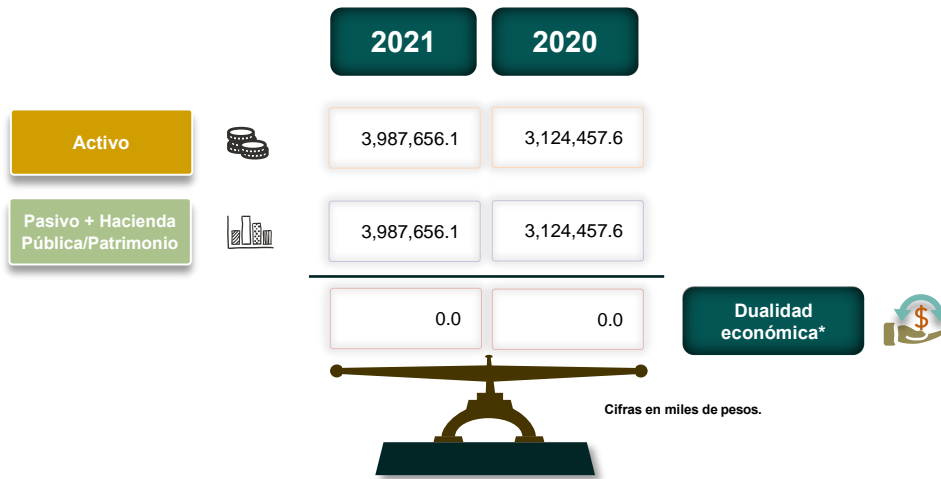 2021 2020
Activo 3,987,656.1 3,124,457.6
Pasivo + Hacienda
Pública/Patrimonio 3,987,656.1 3,124,457.6
0.0 0.0 Dualidad
económica*
$
Cifras en miles de pesos.